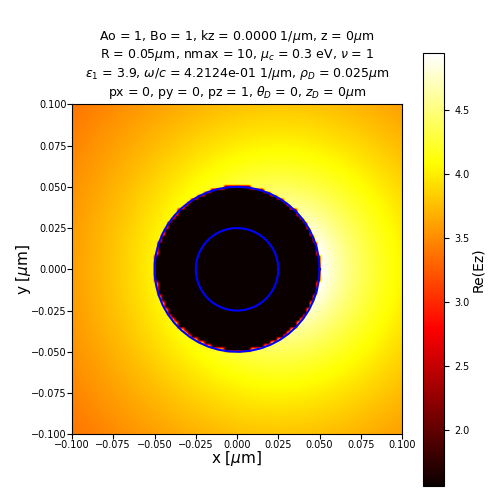 Ao = 1, Bo = 1, kz = 0.0000 1/μm, z = 0μm
R = 0.05μm, nmax = 10, μ_c = 0.3 eV, ν = 1
ε₁ = 3.9, ω/c = 4.2124e-01 1/μm, ρ_D = 0.025μm
px = 0, py = 0, pz = 1, θ_D = 0, z_D = 0μm
0.100
0.075
0.050
0.025
0.000
−0.025
−0.050
−0.075
−0.100
y [μm]
−0.100 −0.075 −0.050 −0.025 0.000 0.025 0.050 0.075 0.100
x [μm]
4.5
4.0
3.5
3.0
2.5
2.0
Re(Ez)